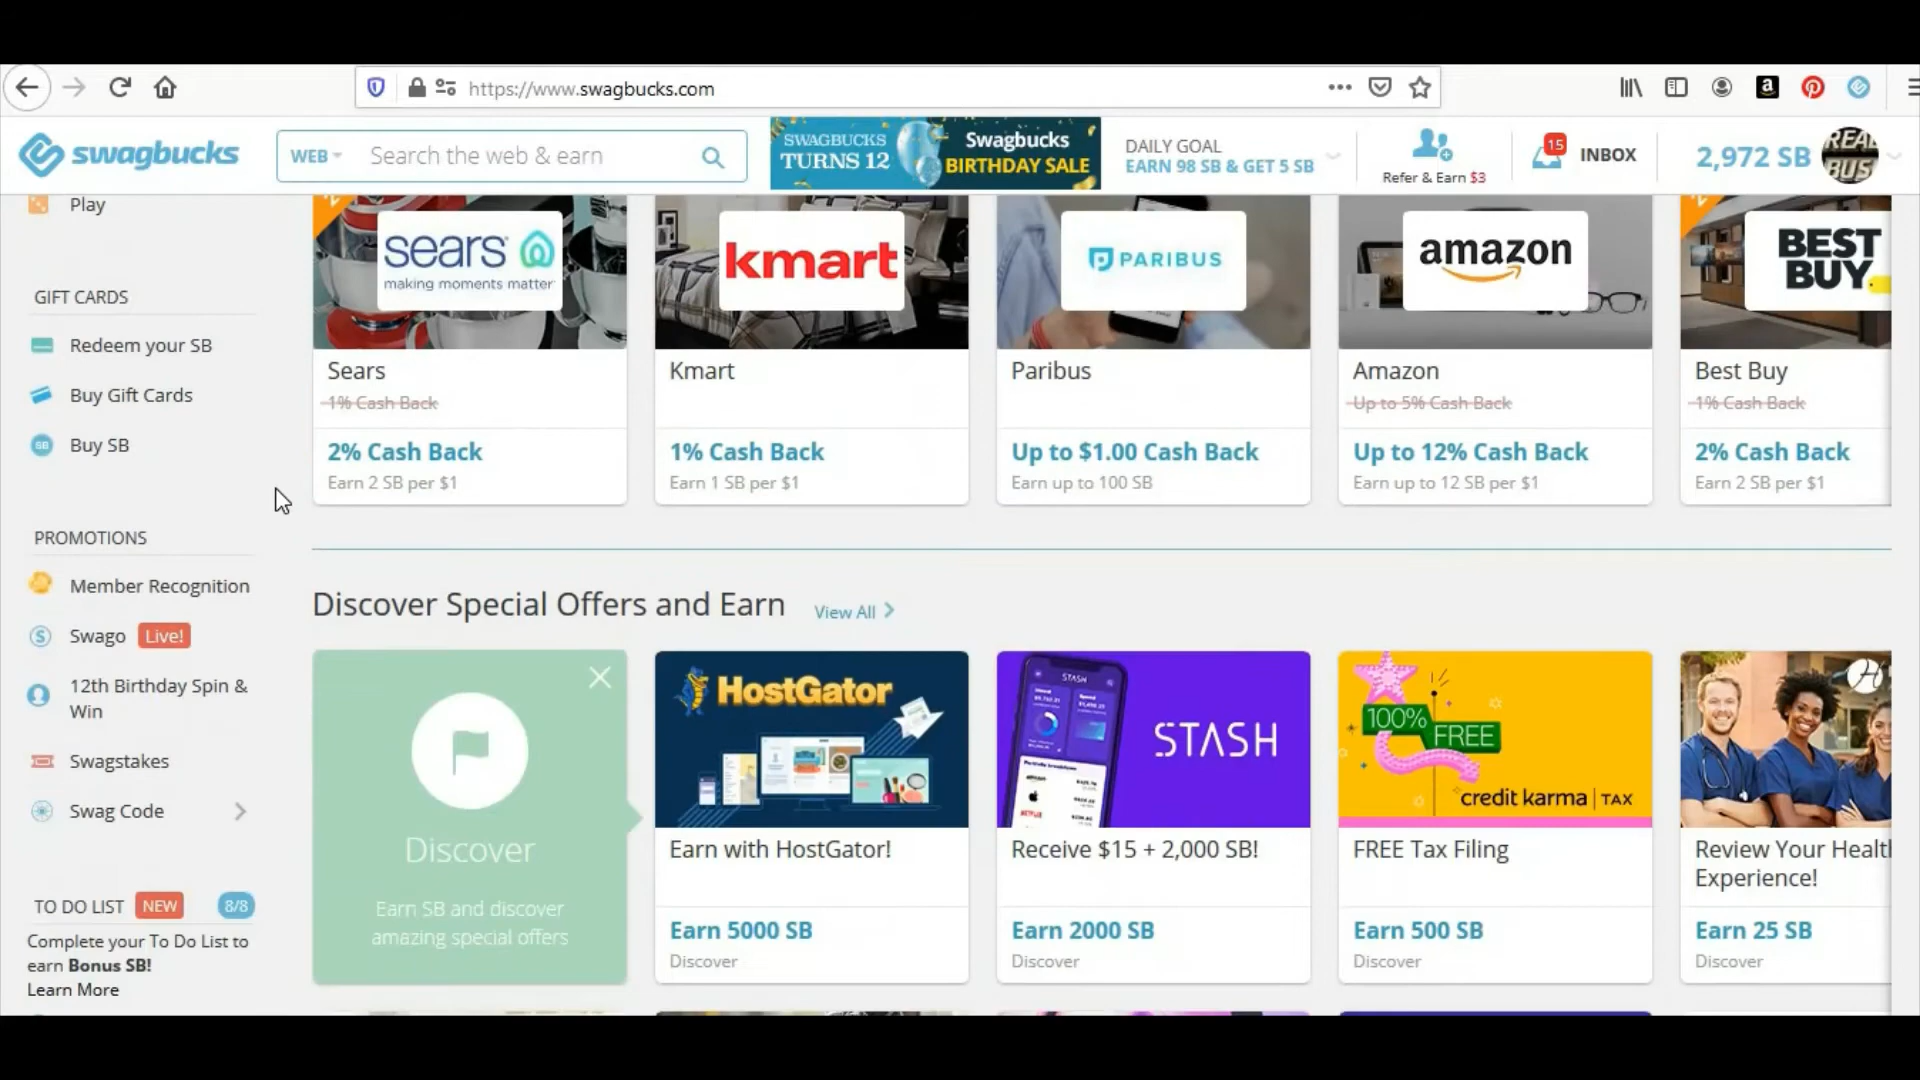 https://www.swagbucks.com
swagbucks
WEB
Search the web & earn
SWAGBUCKS
TURNS 12
Swagbucks
BIRTHDAY SALE
DAILY GOAL
EARN 98 SB & GET 5 SB
Refer & Earn $3
15
INBOX
2,972 SB
REAL
BUS
Play
GIFT CARDS
Redeem your SB
Buy Gift Cards
SB
Buy SB
PROMOTIONS
Member Recognition
Swago Live!
12th Birthday Spin &
Win
Swagstakes
Swag Code
TO DO LIST NEW 8/8
Complete your To Do List to
earn Bonus SB!
Learn More
sears
making moments matter
Sears
1% Cash Back
2% Cash Back
Earn 2 SB per $1
kmart
Kmart
1% Cash Back
Earn 1 SB per $1
PARIBUS
Paribus
Up to $1.00 Cash Back
Earn up to 100 SB
amazon
Amazon
Up to 5% Cash Back
Up to 12% Cash Back
Earn up to 12 SB per $1
BEST
BUY
Best Buy
1% Cash Back
2% Cash Back
Earn 2 SB per $1
Discover Special Offers and Earn
View All
Discover
Earn SB and discover
amazing special offers
HostGator
Earn with HostGator!
Earn 5000 SB
Discover
STASH
STASH
Receive $15 + 2,000 SB!
Earn 2000 SB
Discover
100%
FREE
credit karma | TAX
FREE Tax Filing
Earn 500 SB
Discover
H
Review Your Health
Experience!
Earn 25 SB
Discover